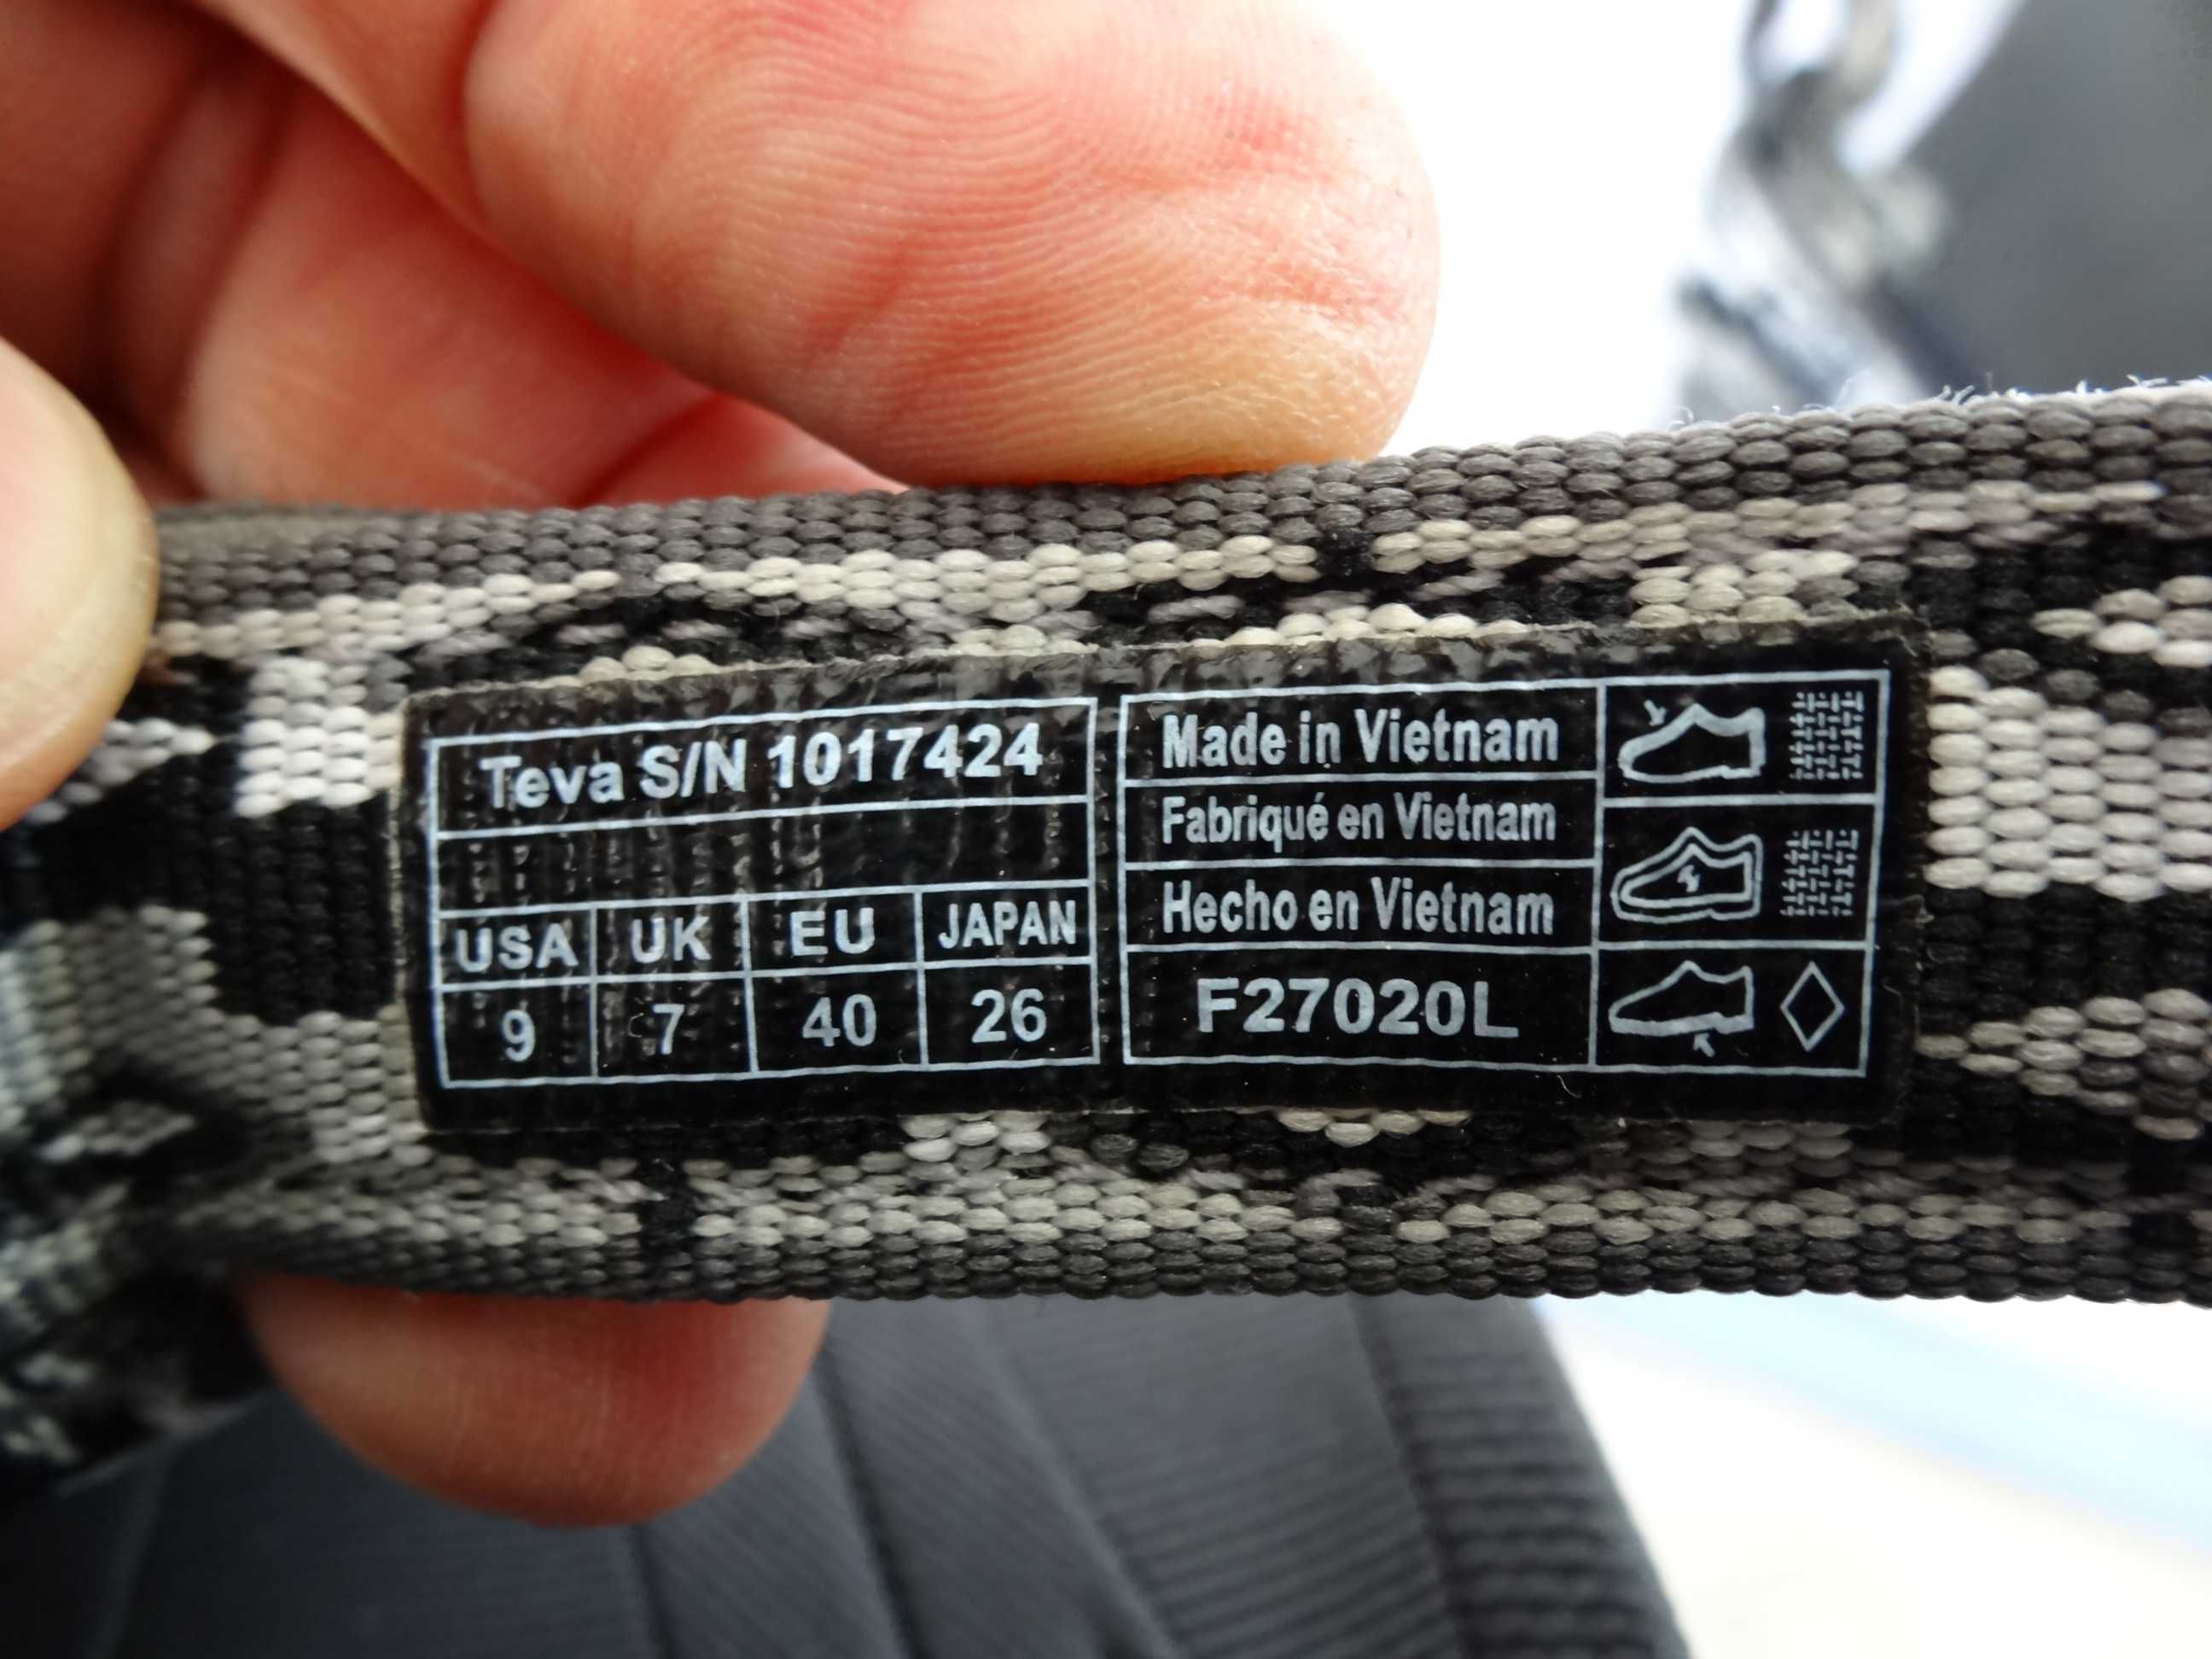 Teva S/N 1017424
USA UK EU JAPAN
9 7 40 26
Made in Vietnam
Fabriqué en Vietnam
Hecho en Vietnam
F27020L